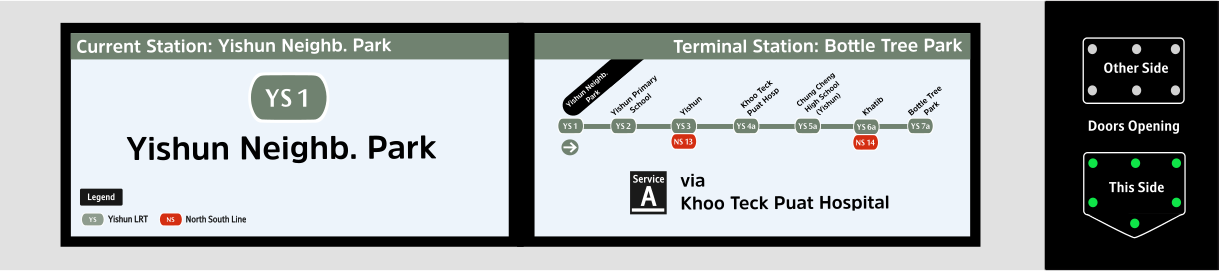 Current Station: Yishun Neighb. Park
YS 1
Yishun Neighb. Park
Legend
YS Yishun LRT NS North South Line
Terminal Station: Bottle Tree Park
Yishun Neighb.
Park
Yishun Primary
School
Yishun
Khoo Teck
Puat Hosp
Chung Cheng
High School
(Yishun)
Khatib
Bottle Tree
Park
YS 1 YS 2 YS 3 YS 4a YS 5a YS 6a YS 7a
NS 13 NS 14
Service
A
via
Khoo Teck Puat Hospital
Other Side
Doors Opening
This Side